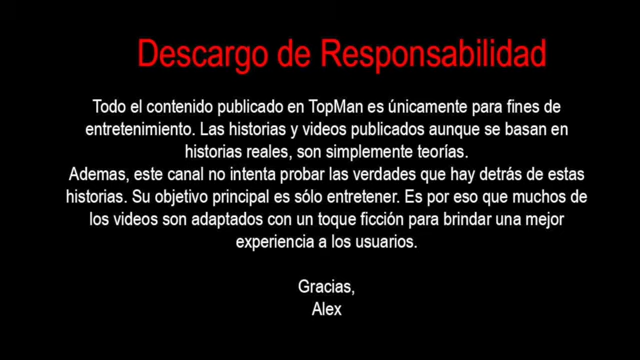 Descargo de Responsabilidad
Todo el contenido publicado en TopMan es únicamente para fines de
entretenimiento. Las historias y videos publicados aunque se basan en
historias reales, son simplemente teorías.
Ademas, este canal no intenta probar las verdades que hay detrás de estas
historias. Su objetivo principal es sólo entretener. Es por eso que muchos de
los videos son adaptados con un toque ficción para brindar una mejor
experiencia a los usuarios.
Gracias,
Alex